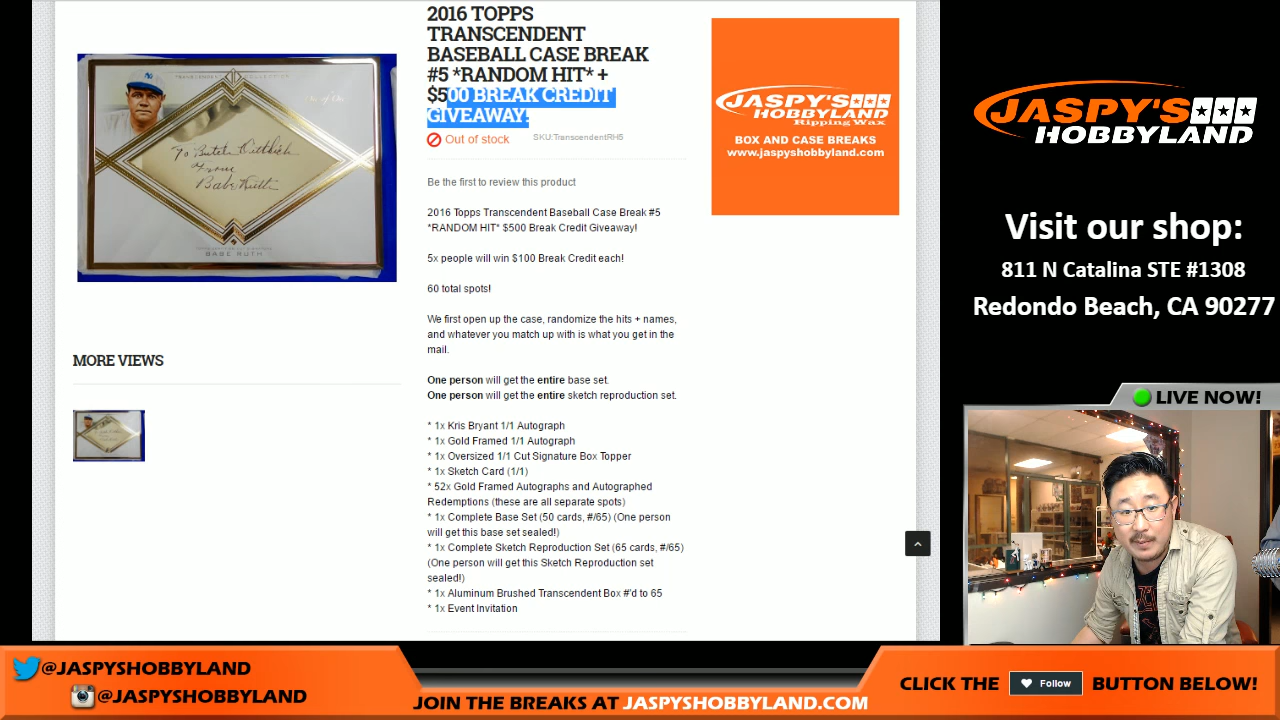 2016 TOPPS
TRANSCENDENT
BASEBALL CASE BREAK
#5 *RANDOM HIT* +
$500 BREAK CREDIT
GIVEAWAY!
Out of stock
SKU:TranscendentRH5
Be the first to review this product
2016 Topps Transcendent Baseball Case Break #5
*RANDOM HIT* $500 Break Credit Giveaway!
5x people will win $100 Break Credit each!
60 total spots!
We first open up the case, randomize the hits + names,
and whatever you match up with is what you get in the
mail.
One person will get the entire base set.
One person will get the entire sketch reproduction set.
* 1x Kris Bryant 1/1 Autograph
* 1x Gold Framed 1/1 Autograph
* 1x Oversized 1/1 Cut Signature Box Topper
* 1x Sketch Card (1/1)
* 52x Gold Framed Autographs and Autographed
Redemptions (these are all separate spots)
* 1x Complete Base Set (50 cards, #/65) (One person
will get this base set sealed!)
* 1x Complete Sketch Reproduction Set (65 cards, #/65)
(One person will get this Sketch Reproduction set
sealed!)
* 1x Aluminum Brushed Transcendent Box #'d to 65
* 1x Event Invitation
To Butch
From
Babe Ruth
BABE RUTH
MORE VIEWS
JASPY'S
HOBBYLAND
Ripping Wax
BOX AND CASE BREAKS
www.jaspyshobbyland.com
JASPY'S
HOBBYLAND
Visit our shop:
811 N Catalina STE #1308
Redondo Beach, CA 90277
LIVE NOW!
@JASPYSHOBBYLAND
@JASPYSHOBBYLAND
JOIN THE BREAKS AT JASPYSHOBBYLAND.COM
CLICK THE Follow BUTTON BELOW!